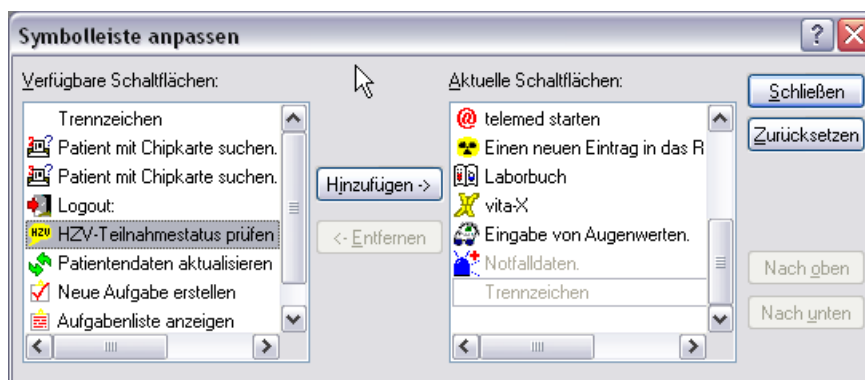 Symbolleiste anpassen
?
Verfügbare Schaltflächen:
Trennzeichen
Patient mit Chipkarte suchen.
Patient mit Chipkarte suchen.
Logout:
HZV HZV-Teilnahmestatus prüfen
Patientendaten aktualisieren
Neue Aufgabe erstellen
Aufgabenliste anzeigen
Hinzufügen ->
<- Entfernen
Aktuelle Schaltflächen:
@ telemed starten
Einen neuen Eintrag in das R
Laborbuch
vita-X
Eingabe von Augenwerten.
Notfalldaten.
Trennzeichen
Schließen
Zurücksetzen
Nach oben
Nach unten